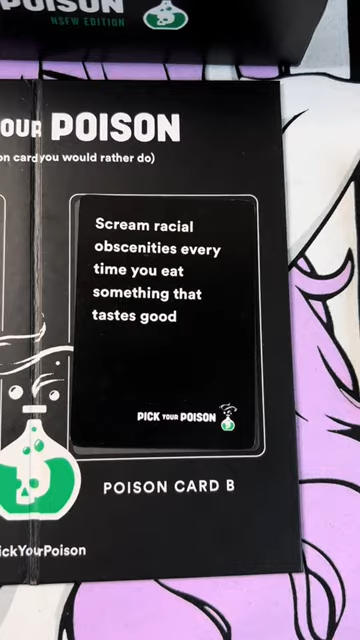 POISON
NSFW EDITION
OUR POISON
on card you would rather do)
Scream racial
obscenities every
time you eat
something that
tastes good
PICK YOUR POISON
POISON CARD B
ickYourPoison